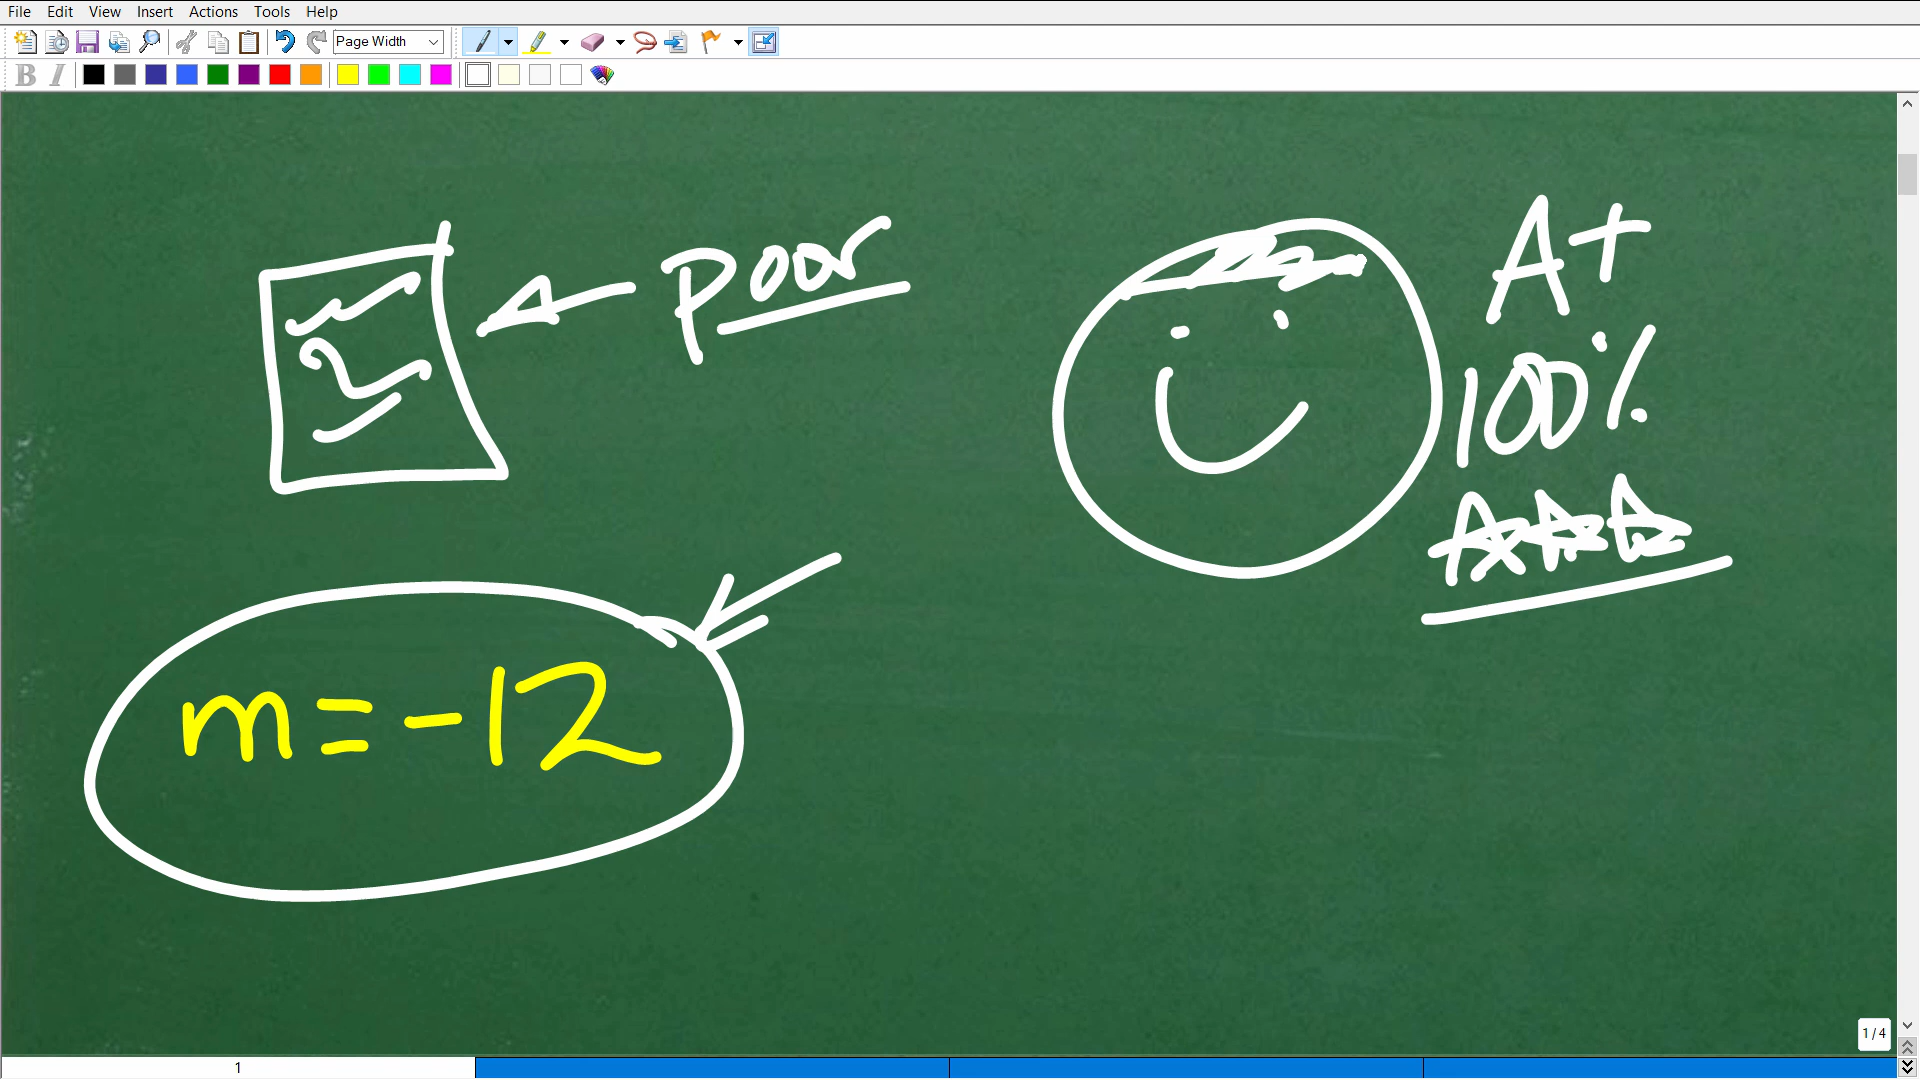 File Edit View Insert Actions Tools Help
Page Width
B I
poor
A+
100%
m = -12
1 / 4
1